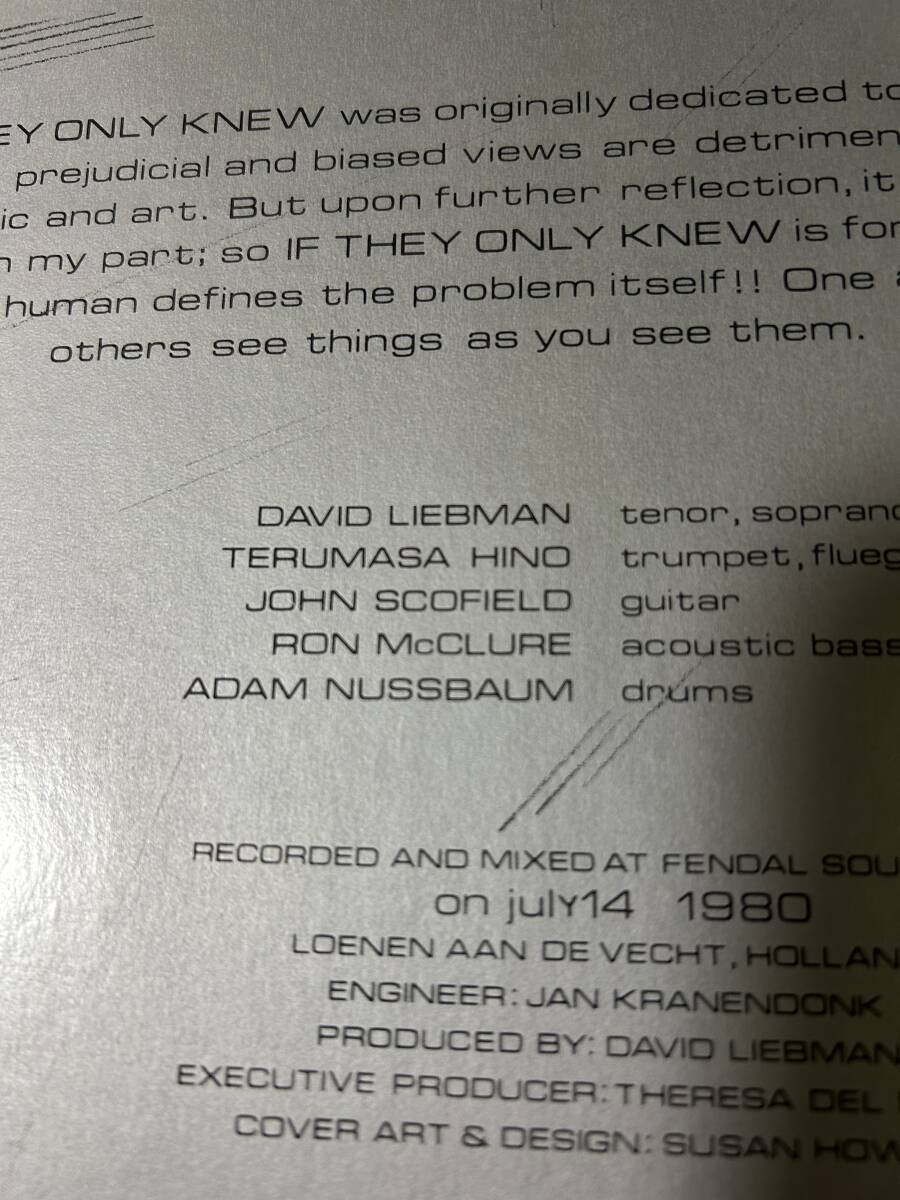 EY ONLY KNEW was originally dedicated to
prejudicial and biased views are detrimen
ic and art. But upon further reflection, it
n my part; so IF THEY ONLY KNEW is for
human defines the problem itself!! One a
others see things as you see them.
DAVID LIEBMAN tenor, soprano
TERUMASA HINO trumpet, flueg
JOHN SCOFIELD guitar
RON McCLURE acoustic bass
ADAM NUSSBAUM drums
RECORDED AND MIXED AT FENDAL SOU
on july14 1980
LOENEN AAN DE VECHT, HOLLAN
ENGINEER: JAN KRANENDONK
PRODUCED BY: DAVID LIEBMAN
EXECUTIVE PRODUCER: THERESA DEL
COVER ART & DESIGN: SUSAN HOW